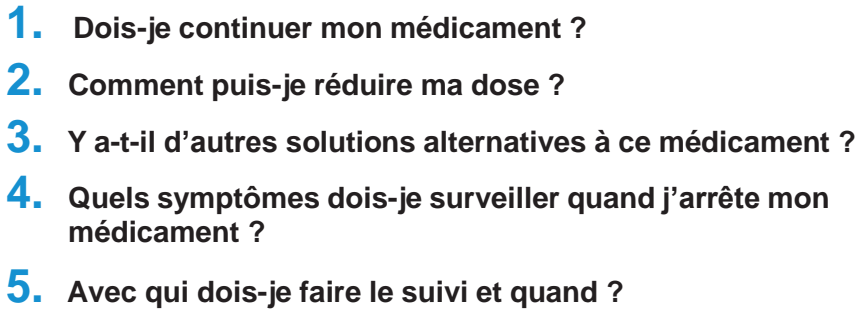 1. Dois-je continuer mon médicament ?
2. Comment puis-je réduire ma dose ?
3. Y a-t-il d’autres solutions alternatives à ce médicament ?
4. Quels symptômes dois-je surveiller quand j’arrête mon
médicament ?
5. Avec qui dois-je faire le suivi et quand ?